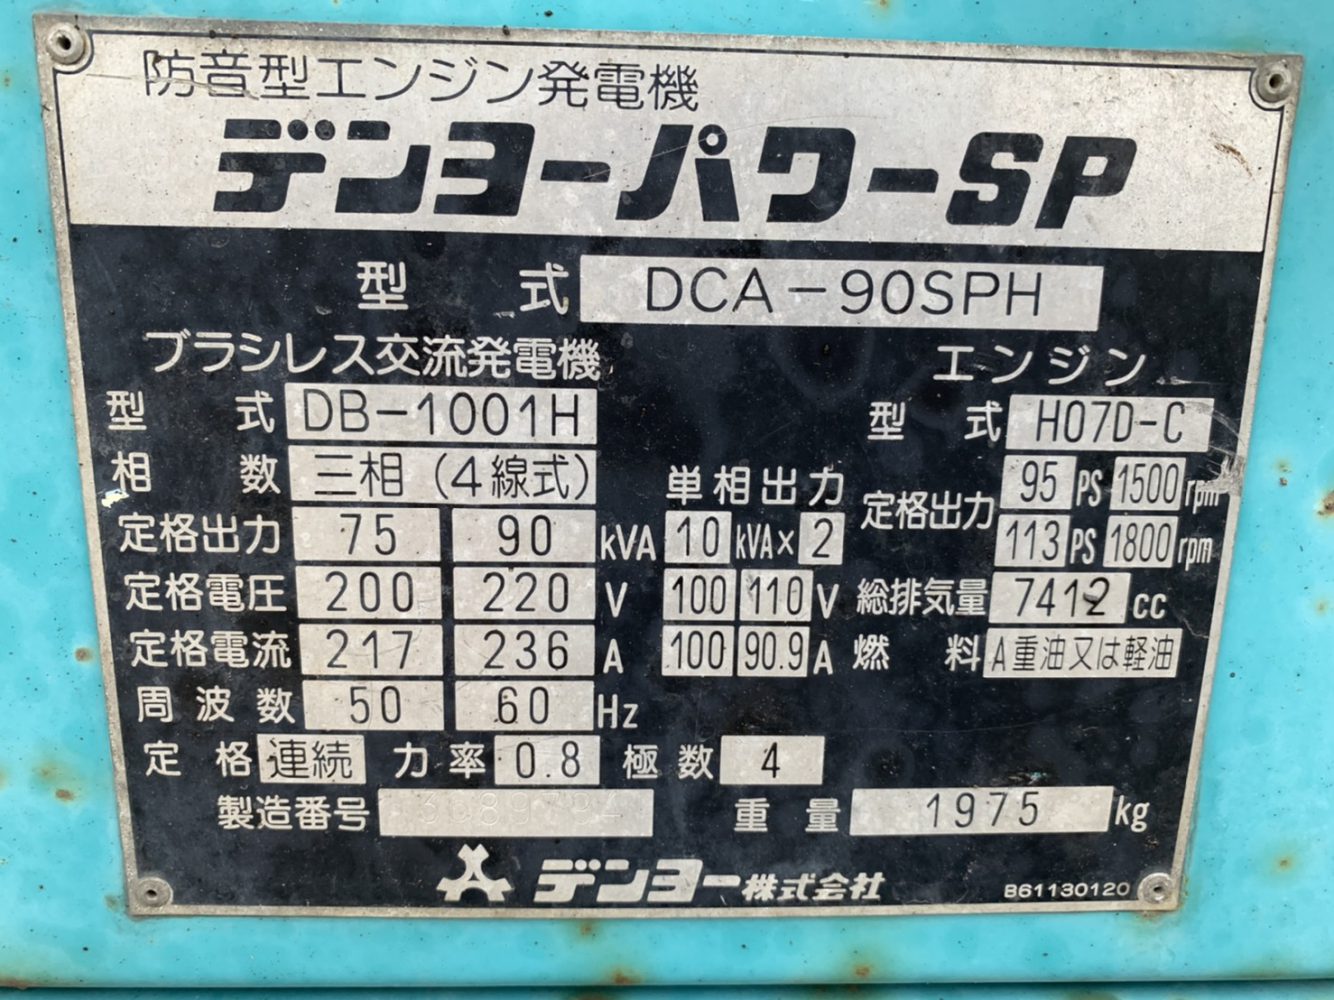 防音型エンジン発電機
デンヨーパワーSP
型式 DCA-90SPH
ブラシレス交流発電機 エンジン
型式 DB-1001H 型式 H07D-C
相数 三相(4線式) 単相出力 定格出力 95 PS 1500 rpm
定格出力 75 90 kVA 10 kVA×2 113 PS 1800 rpm
定格電圧 200 220 V 100 110 V 総排気量 7412 cc
定格電流 217 236 A 100 90.9 A 燃料 A重油又は軽油
周波数 50 60 Hz
定格 連続 力率 0.8 極数 4
製造番号 重量 1975 kg
デンヨー株式会社 B61130120